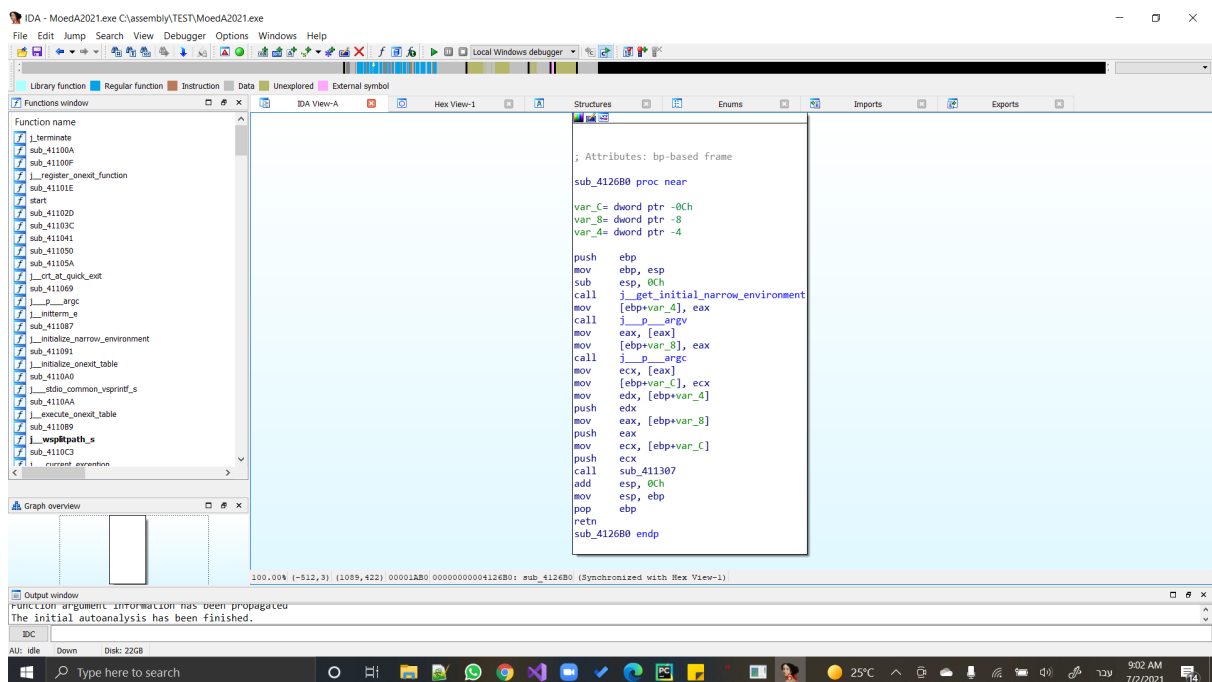 IDA - MoedA2021.exe C:\assembly\TEST\MoedA2021.exe
File Edit Jump Search View Debugger Options Windows Help
Local Windows debugger
Library function Regular function Instruction Data Unexplored External symbol
Functions window
IDA View-A Hex View-1 Structures Enums Imports Exports
Function name
j_terminate
sub_41100A
sub_41100F
j__register_onexit_function
sub_41101E
start
sub_41102D
sub_41103C
sub_411041
sub_411050
sub_41105A
j__crt_at_quick_exit
sub_411069
j___p___argc
j__initterm_e
sub_411087
j__initialize_narrow_environment
sub_411091
j__initialize_onexit_table
sub_4110A0
j___stdio_common_vsprintf_s
sub_4110AA
j__execute_onexit_table
sub_4110B9
j__wsplitpath_s
sub_4110C3
j__current_exception
; Attributes: bp-based frame
sub_4126B0 proc near
var_C= dword ptr -0Ch
var_8= dword ptr -8
var_4= dword ptr -4
push ebp
mov ebp, esp
sub esp, 0Ch
call j__get_initial_narrow_environment
mov [ebp+var_4], eax
call j___p___argv
mov eax, [eax]
mov [ebp+var_8], eax
call j___p___argc
mov ecx, [eax]
mov [ebp+var_C], ecx
mov edx, [ebp+var_4]
push edx
mov eax, [ebp+var_8]
push eax
mov ecx, [ebp+var_C]
push ecx
call sub_411307
add esp, 0Ch
mov esp, ebp
pop ebp
retn
sub_4126B0 endp
Graph overview
100.00% (-512,3) (1089,422) 00001AB0 00000000004126B0: sub_4126B0 (Synchronized with Hex View-1)
Output window
Function argument information has been propagated
The initial autoanalysis has been finished.
IDC
AU: idle Down Disk: 22GB
Type here to search
PC
25°C
עבר
9:02 AM
7/2/2021
14